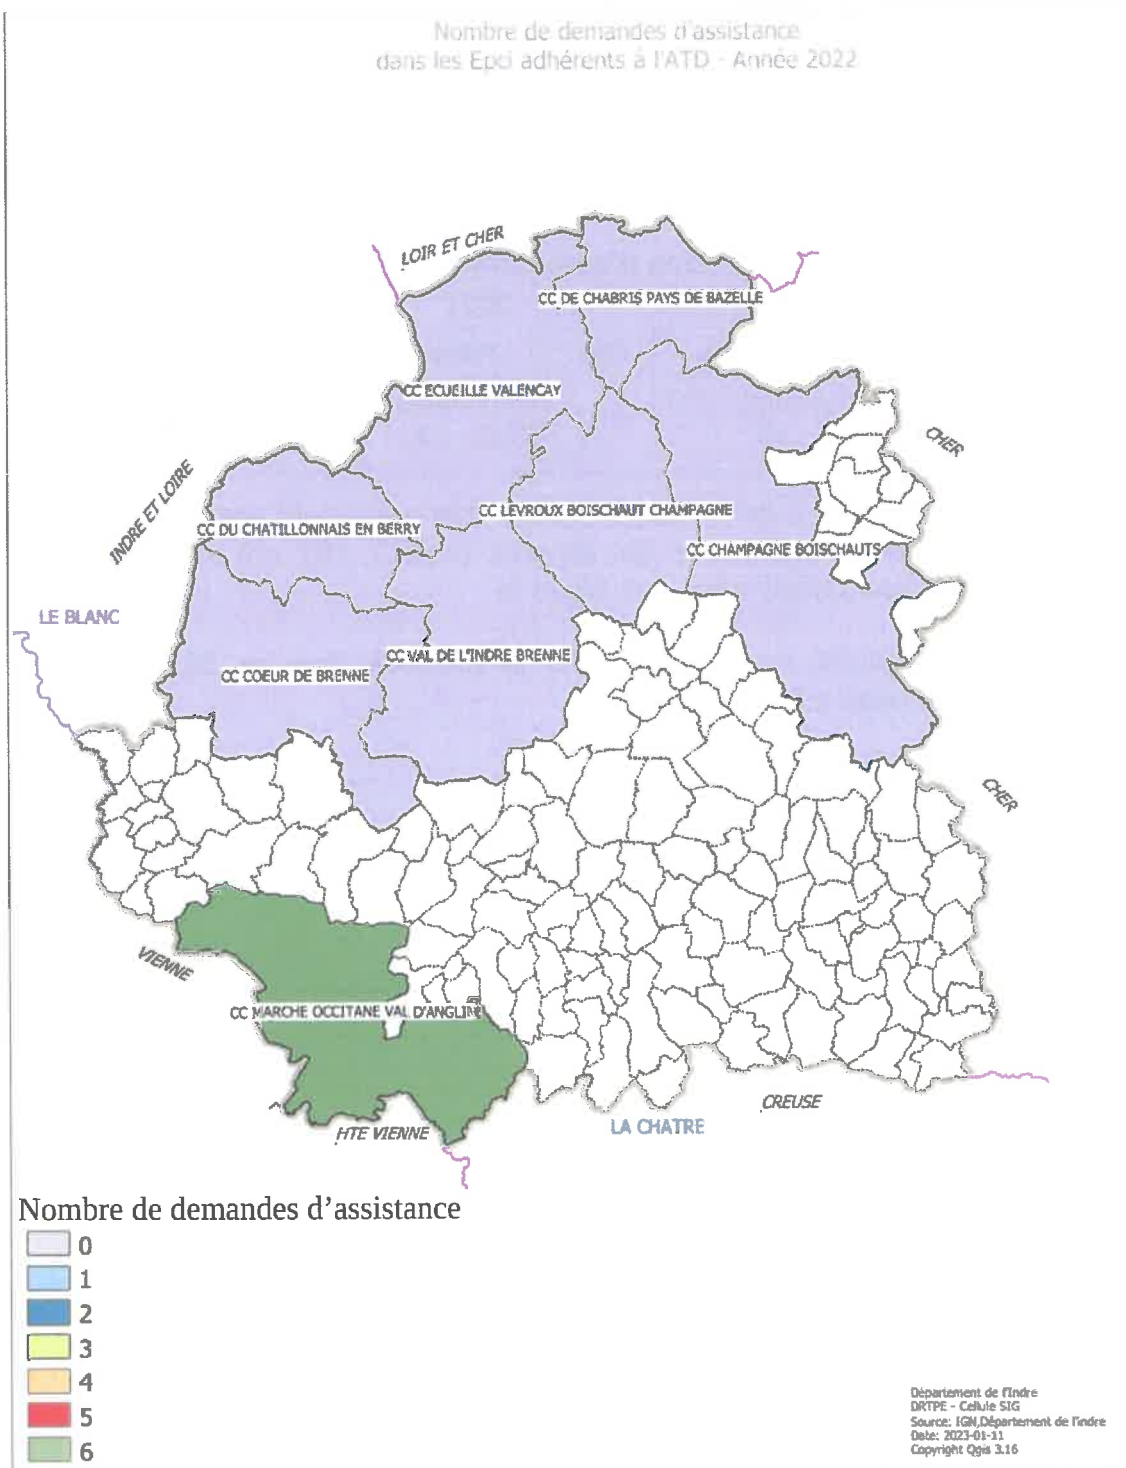 Nombre de demandes d'assistance
dans les Epci adhérents à l'ATD - Année 2022
LOIR ET CHER
CC DE CHABRIS PAYS DE BAZELLE
CC ECUEILLE VALENCAY
CHER
INDRE ET LOIRE
CC LEVROUX BOISCHAUT CHAMPAGNE
CC DU CHATILLONNAIS EN BERRY
CC CHAMPAGNE BOISCHAUTS
LE BLANC
CC VAL DE L'INDRE BRENNE
CC COEUR DE BRENNE
CHER
VIENNE
CC MARCHE OCCITANE VAL D'ANGLIN
CREUSE
LA CHATRE
HTE VIENNE
Nombre de demandes d'assistance
0
1
2
3
4
5
6
Département de l'Indre
DRTPE - Cellule SIG
Source: IGN,Département de l'indre
Date: 2023-01-11
Copyright Qgis 3.16